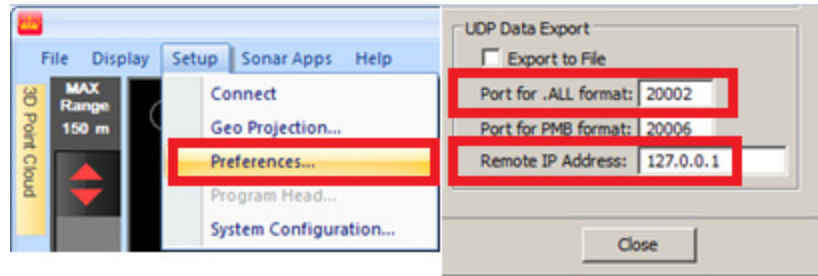 File Display Setup Sonar Apps Help
3D Point Cloud
MAX
Range
150 m
Connect
Geo Projection...
Preferences...
Program Head...
System Configuration...
UDP Data Export
Export to File
Port for .ALL format: 20002
Port for PMB format: 20006
Remote IP Address: 127.0.0.1
Close